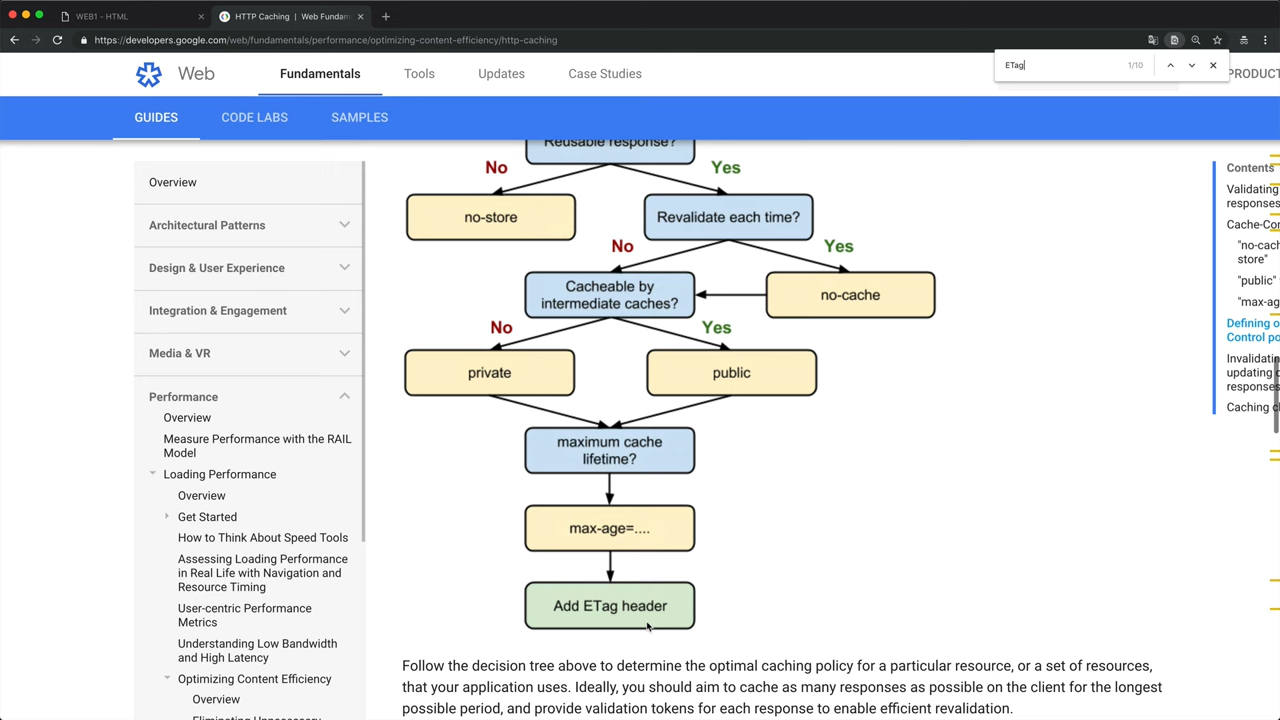 WEB1 - HTML
HTTP Caching | Web Fundament
https://developers.google.com/web/fundamentals/performance/optimizing-content-efficiency/http-caching
ETag
1/10
Web
Fundamentals
Tools
Updates
Case Studies
PRODUCT
GUIDES
CODE LABS
SAMPLES
Overview
Architectural Patterns
Design & User Experience
Integration & Engagement
Media & VR
Performance
Overview
Measure Performance with the RAIL
Model
Loading Performance
Overview
Get Started
How to Think About Speed Tools
Assessing Loading Performance
in Real Life with Navigation and
Resource Timing
User-centric Performance
Metrics
Understanding Low Bandwidth
and High Latency
Optimizing Content Efficiency
Overview
Eliminating Unnecessary
Reusable response?
No
Yes
no-store
Revalidate each time?
No
Yes
Cacheable by
intermediate caches?
no-cache
No
Yes
private
public
maximum cache
lifetime?
max-age=....
Add ETag header
Follow the decision tree above to determine the optimal caching policy for a particular resource, or a set of resources,
that your application uses. Ideally, you should aim to cache as many responses as possible on the client for the longest
possible period, and provide validation tokens for each response to enable efficient revalidation.
Contents
Validating
responses
Cache-Con
"no-cach
store"
"public"
"max-ag
Defining o
Control po
Invalidatin
updating c
responses
Caching c